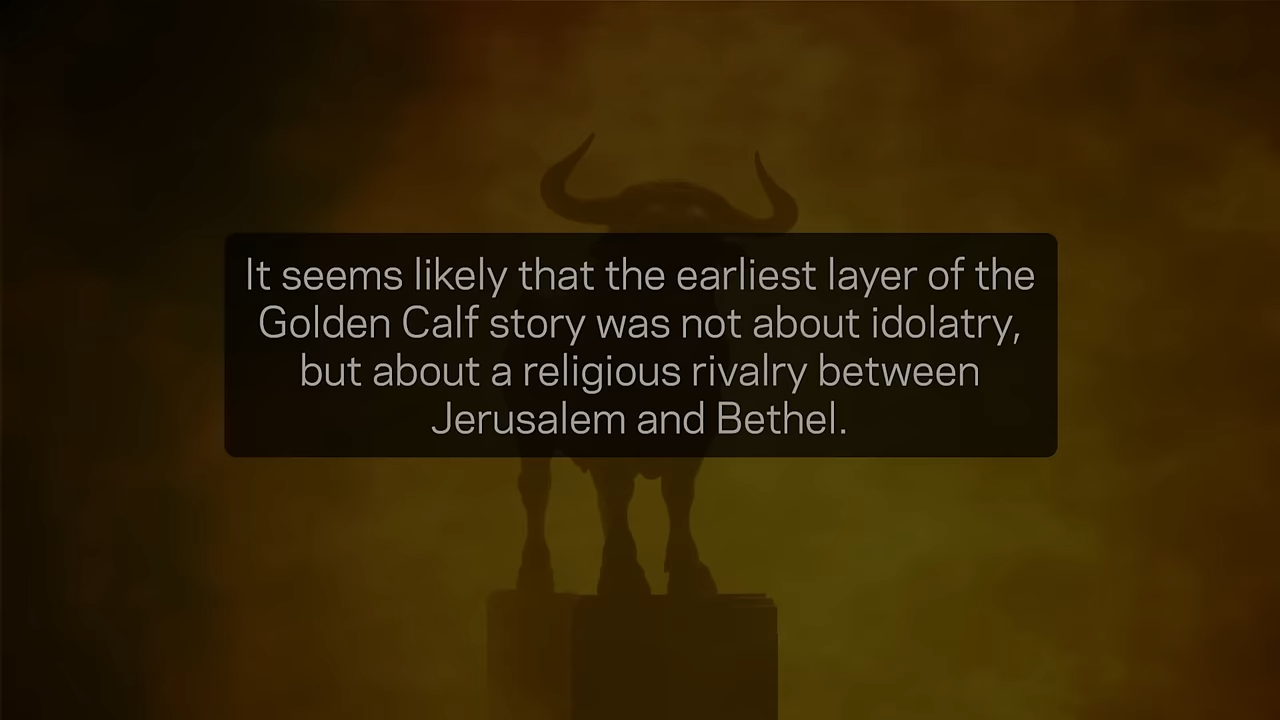 It seems likely that the earliest layer of the
Golden Calf story was not about idolatry,
but about a religious rivalry between
Jerusalem and Bethel.